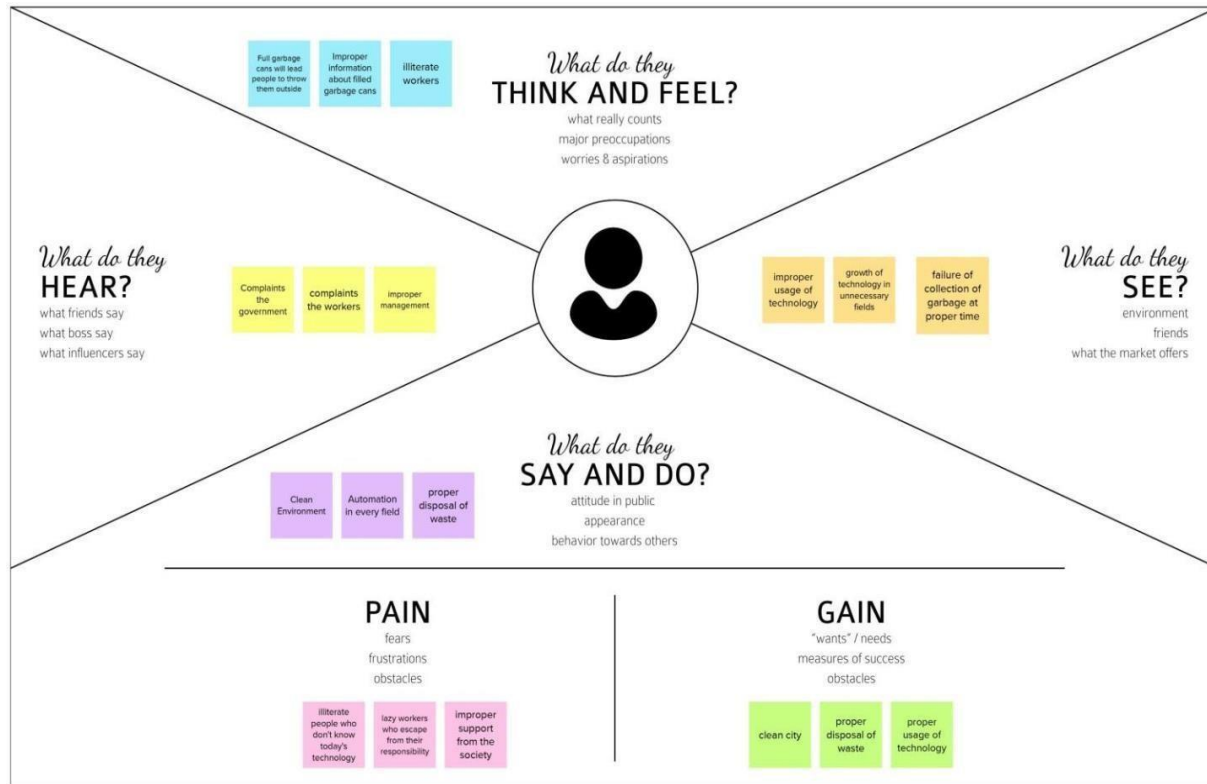 Full garbage
cans will lead
people to throw
them outside
Improper
information
about filled
garbage cans
illiterate
workers
What do they
THINK AND FEEL?
what really counts
major preoccupations
worries & aspirations
What do they
HEAR?
what friends say
what boss say
what influencers say
Complaints
the
government
complaints
the workers
improper
management
improper
usage of
technology
growth of
technology in
unnecessary
fields
failure of
collection of
garbage at
proper time
What do they
SEE?
environment
friends
what the market offers
What do they
SAY AND DO?
attitude in public
appearance
behavior towards others
Clean
Environment
Automation
in every field
proper
disposal of
waste
PAIN
fears
frustrations
obstacles
illiterate
people who
don't know
today's
technology
lazy workers
who escape
from their
responsibility
improper
support
from the
society
GAIN
"wants" / needs
measures of success
obstacles
clean city
proper
disposal of
waste
proper
usage of
technology